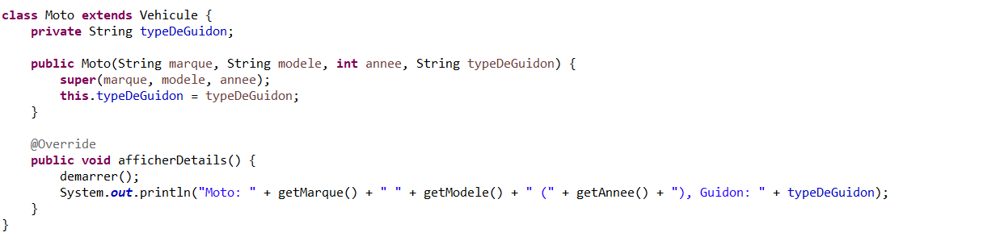 class Moto extends Vehicule {
    private String typeDeGuidon;

    public Moto(String marque, String modele, int annee, String typeDeGuidon) {
        super(marque, modele, annee);
        this.typeDeGuidon = typeDeGuidon;
    }

    @Override
    public void afficherDetails() {
        demarrer();
        System.out.println("Moto: " + getMarque() + " " + getModele() + " (" + getAnnee() + "), Guidon: " + typeDeGuidon);
    }
}